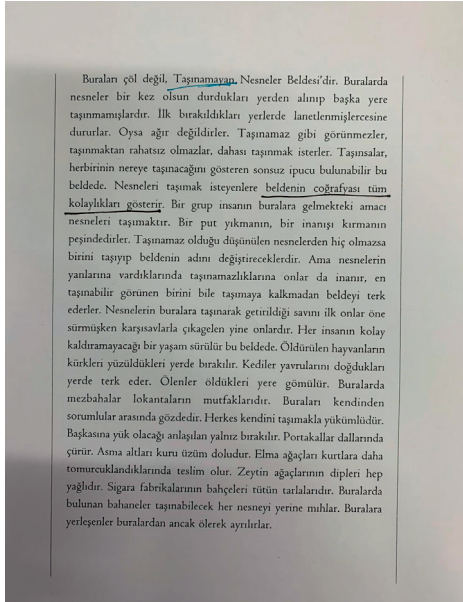 Buraları çöl değil, Taşınamayan Nesneler Beldesi'dir. Buralarda
nesneler bir kez olsun durdukları yerden alınıp başka yere
taşınmamışlardır. İlk bırakıldıkları yerlerde lanetlenmişlercesine
dururlar. Oysa ağır değildirler. Taşınamaz gibi görünmezler,
taşınmaktan rahatsız olmazlar, dahası taşınmak isterler. Taşınsalar,
herbirinin nereye taşınacağını gösteren sonsuz ipucu bulunabilir bu
beldede. Nesneleri taşımak isteyenlere beldenin coğrafyası tüm
kolaylıkları gösterir. Bir grup insanın buralara gelmekteki amacı
nesneleri taşımaktır. Bir put yıkmanın, bir inanışı kırmanın
peşindedirler. Taşınamaz olduğu düşünülen nesnelerden hiç olmazsa
birini taşıyıp beldenin adını değiştireceklerdir. Ama nesnelerin
yanlarına vardıklarında taşınamazlıklarına onlar da inanır, en
taşınabilir görünen birini bile taşımaya kalkmadan beldeyi terk
ederler. Nesnelerin buralara taşınarak getirildiği savını ilk onlar öne
sürmüşken karşısavlarla çıkagelen yine onlardır. Her insanın kolay
kaldıramayacağı bir yaşam sürülür bu beldede. Öldürülen hayvanların
kürkleri yüzüldükleri yerde bırakılır. Kediler yavrularını doğdukları
yerde terk eder. Ölenler öldükleri yere gömülür. Buralarda
mezbahalar lokantaların mutfaklarıdır. Buraları kendinden
sorumlular arasında gözdedir. Herkes kendini taşımakla yükümlüdür.
Başkasına yük olacağı anlaşılan yalnız bırakılır. Portakallar dallarında
çürür. Asma altları kuru üzüm doludur. Elma ağaçları kurtlara daha
tomurcuklandıklarında teslim olur. Zeytin ağaçlarının dipleri hep
yağlıdır. Sigara fabrikalarının bahçeleri tütün tarlalarıdır. Buralarda
bulunan bahaneler taşınabilecek her nesneyi yerine mıhlar. Buralara
yerleşenler buralardan ancak ölerek ayrılırlar.